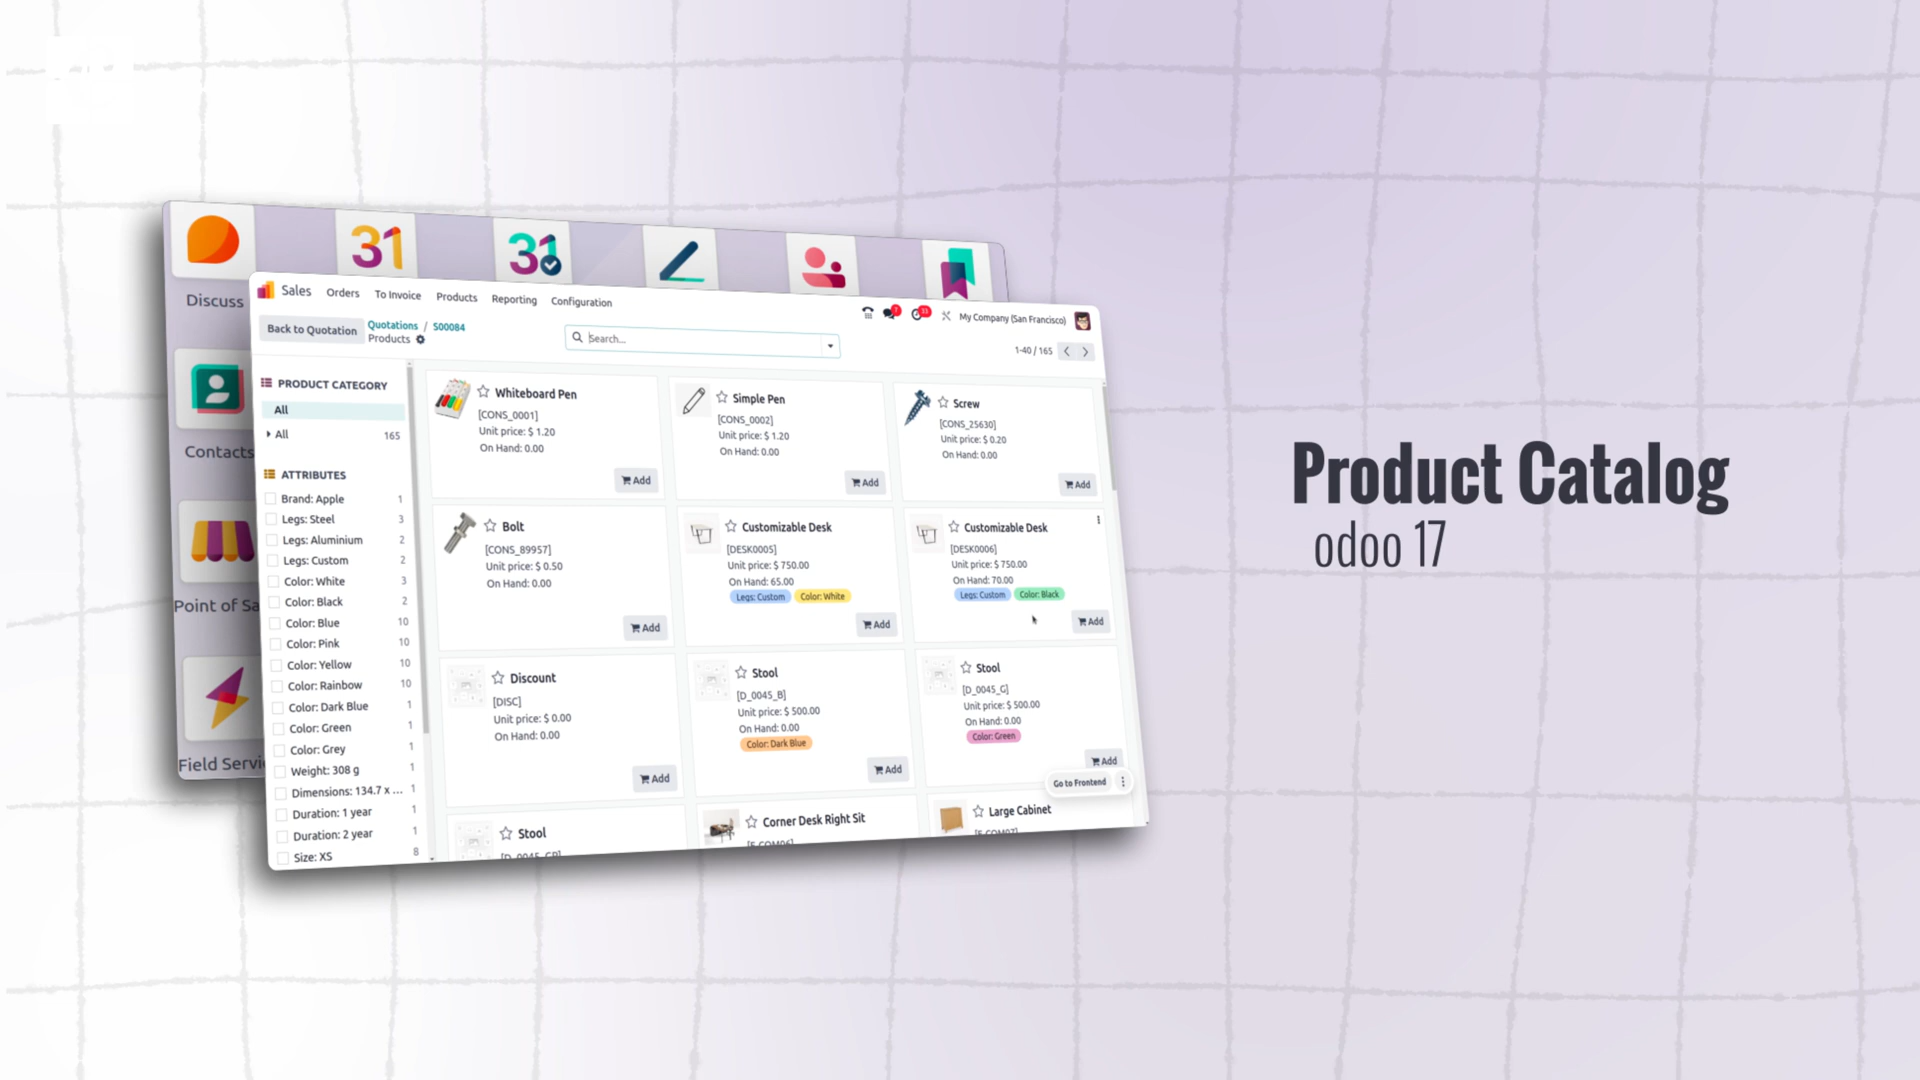 31
31
Discuss
Contacts
Point of Sa
Field Servi
Sales Orders To Invoice Products Reporting Configuration
7 33 My Company (San Francisco)
Back to Quotation
Quotations / S00084
Products
Search...
1-40 / 165
PRODUCT CATEGORY
All
All 165
ATTRIBUTES
Brand: Apple 1
Legs: Steel 3
Legs: Aluminium 2
Legs: Custom 2
Color: White 3
Color: Black 2
Color: Blue 10
Color: Pink 10
Color: Yellow 10
Color: Rainbow 10
Color: Dark Blue 1
Color: Green 1
Color: Grey 1
Weight: 308 g 1
Dimensions: 134.7 x ... 1
Duration: 1 year 1
Duration: 2 year 1
Size: XS 8
Whiteboard Pen
[CONS_0001]
Unit price: $ 1.20
On Hand: 0.00
Add
Simple Pen
[CONS_0002]
Unit price: $ 1.20
On Hand: 0.00
Add
Screw
[CONS_25630]
Unit price: $ 0.20
On Hand: 0.00
Add
Bolt
[CONS_89957]
Unit price: $ 0.50
On Hand: 0.00
Add
Customizable Desk
[DESK0005]
Unit price: $ 750.00
On Hand: 65.00
Legs: Custom Color: White
Add
Customizable Desk
[DESK0006]
Unit price: $ 750.00
On Hand: 70.00
Legs: Custom Color: Black
Add
Discount
[DISC]
Unit price: $ 0.00
On Hand: 0.00
Add
Stool
[D_0045_B]
Unit price: $ 500.00
On Hand: 0.00
Color: Dark Blue
Add
Stool
[D_0045_G]
Unit price: $ 500.00
On Hand: 0.00
Color: Green
Add
Go to Frontend
Stool
[D_0045_GR]
Corner Desk Right Sit
[E-COM06]
Large Cabinet
[E-COM07]
Product Catalog
odoo 17